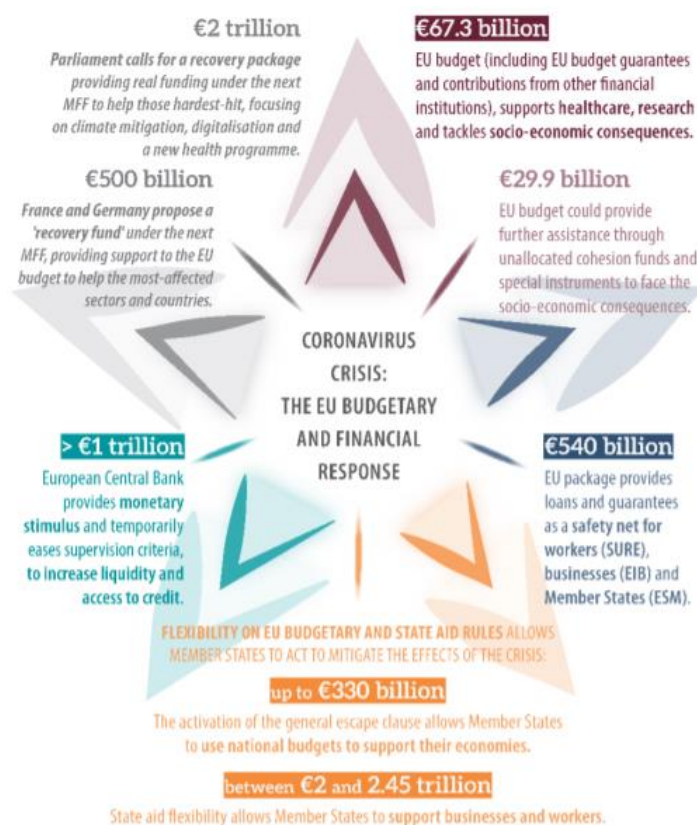 €2 trillion
Parliament calls for a recovery package
providing real funding under the next
MFF to help those hardest-hit, focusing
on climate mitigation, digitalisation and
a new health programme.
€500 billion
France and Germany propose a
'recovery fund' under the next
MFF, providing support to the EU
budget to help the most-affected
sectors and countries.
€67.3 billion
EU budget (including EU budget guarantees
and contributions from other financial
institutions), supports healthcare, research
and tackles socio-economic consequences.
€29.9 billion
EU budget could provide
further assistance through
unallocated cohesion funds and
special instruments to face the
socio-economic consequences.
CORONAVIRUS
CRISIS:
THE EU BUDGETARY
AND FINANCIAL
RESPONSE
> €1 trillion
European Central Bank
provides monetary
stimulus and temporarily
eases supervision criteria,
to increase liquidity and
access to credit.
€540 billion
EU package provides
loans and guarantees
as a safety net for
workers (SURE),
businesses (EIB) and
Member States (ESM).
FLEXIBILITY ON EU BUDGETARY AND STATE AID RULES ALLOWS
MEMBER STATES TO ACT TO MITIGATE THE EFFECTS OF THE CRISIS:
up to €330 billion
The activation of the general escape clause allows Member States
to use national budgets to support their economies.
between €2 and 2.45 trillion
State aid flexibility allows Member States to support businesses and workers.